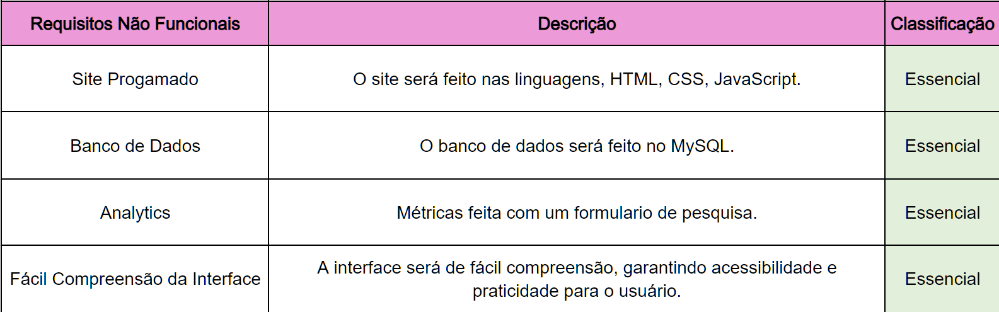 Requisitos Não Funcionais Descrição Classificação
Site Progamado O site será feito nas linguagens, HTML, CSS, JavaScript. Essencial
Banco de Dados O banco de dados será feito no MySQL. Essencial
Analytics Métricas feita com um formulario de pesquisa. Essencial
Fácil Compreensão da Interface A interface será de fácil compreensão, garantindo acessibilidade e
praticidade para o usuário. Essencial